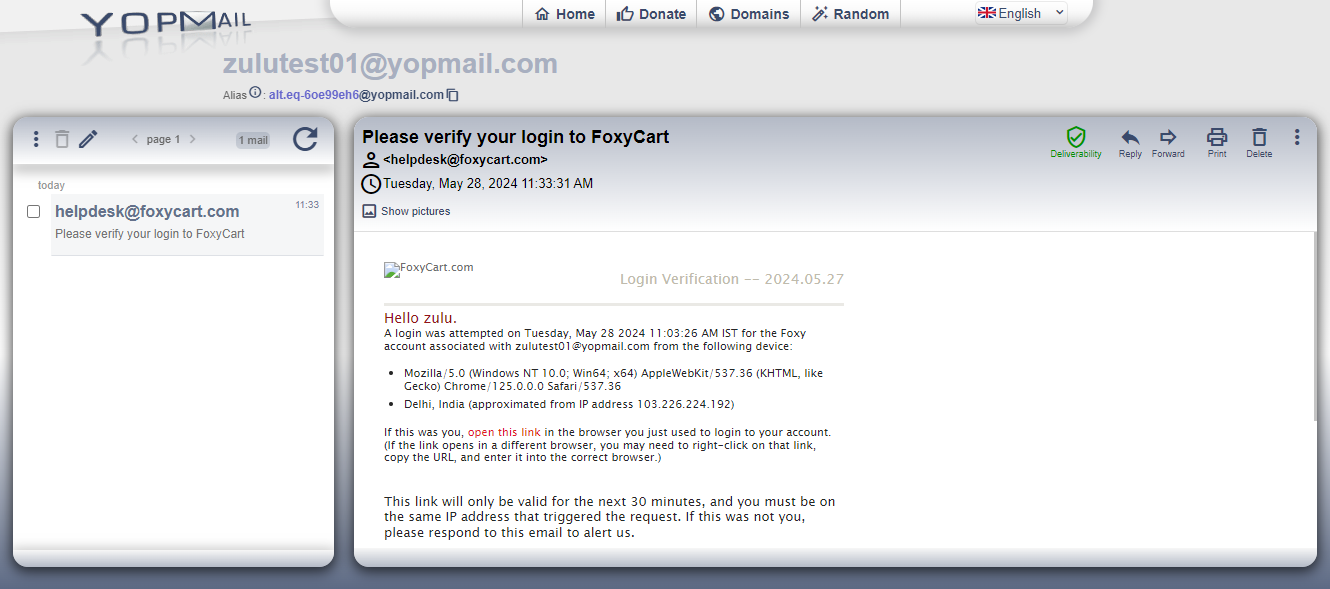 YOPMAIL
Home
Donate
Domains
Random
English
zulutest01@yopmail.com
Alias : alt.eq-6oe99eh6@yopmail.com
page 1
1 mail
today
helpdesk@foxycart.com
11:33
Please verify your login to FoxyCart
Please verify your login to FoxyCart
<helpdesk@foxycart.com>
Tuesday, May 28, 2024 11:33:31 AM
Show pictures
Deliverability
Reply
Forward
Print
Delete
FoxyCart.com
Login Verification -- 2024.05.27
Hello zulu.
A login was attempted on Tuesday, May 28 2024 11:03:26 AM IST for the Foxy
account associated with zulutest01@yopmail.com from the following device:
• Mozilla/5.0 (Windows NT 10.0; Win64; x64) AppleWebKit/537.36 (KHTML, like
Gecko) Chrome/125.0.0.0 Safari/537.36
• Delhi, India (approximated from IP address 103.226.224.192)
If this was you, open this link in the browser you just used to login to your account.
(If the link opens in a different browser, you may need to right-click on that link,
copy the URL, and enter it into the correct browser.)
This link will only be valid for the next 30 minutes, and you must be on
the same IP address that triggered the request. If this was not you,
please respond to this email to alert us.